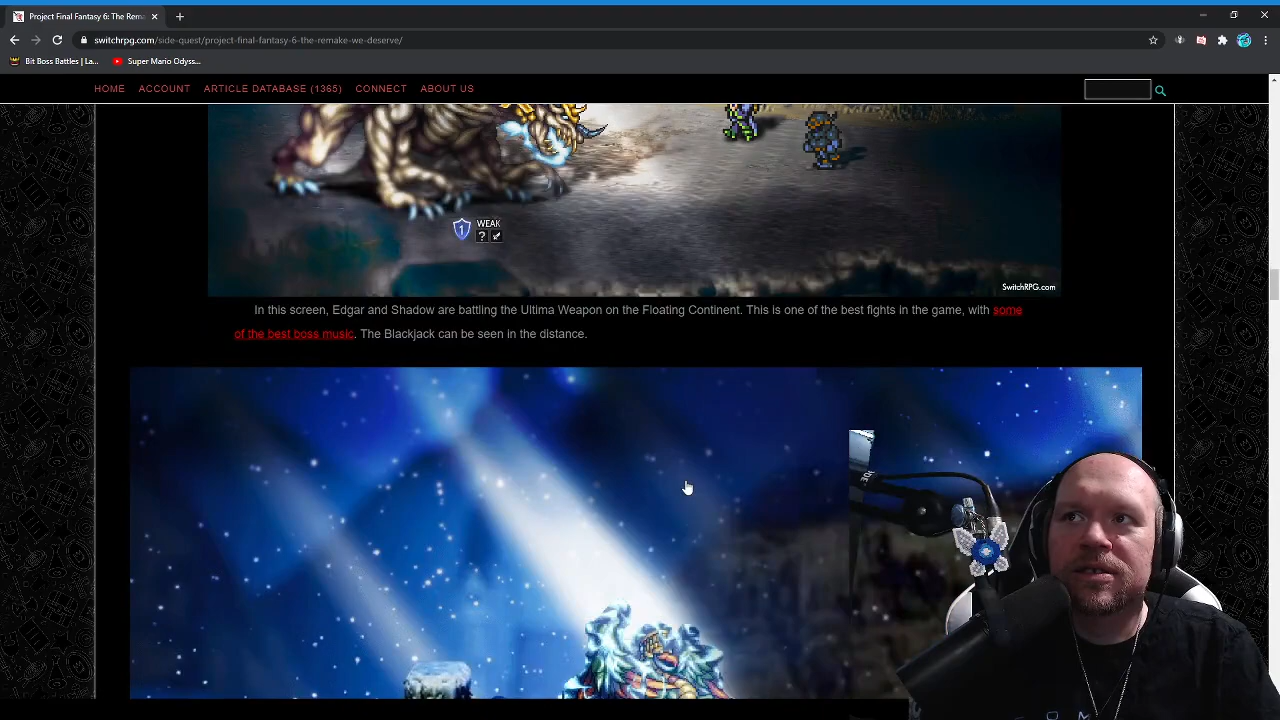 Project Final Fantasy 6: The Rema
switchrpg.com/side-quest/project-final-fantasy-6-the-remake-we-deserve/
Bit Boss Battles | La...
Super Mario Odyss...
HOME ACCOUNT ARTICLE DATABASE (1365) CONNECT ABOUT US
1 WEAK
?
SwitchRPG.com
In this screen, Edgar and Shadow are battling the Ultima Weapon on the Floating Continent. This is one of the best fights in the game, with some
of the best boss music. The Blackjack can be seen in the distance.